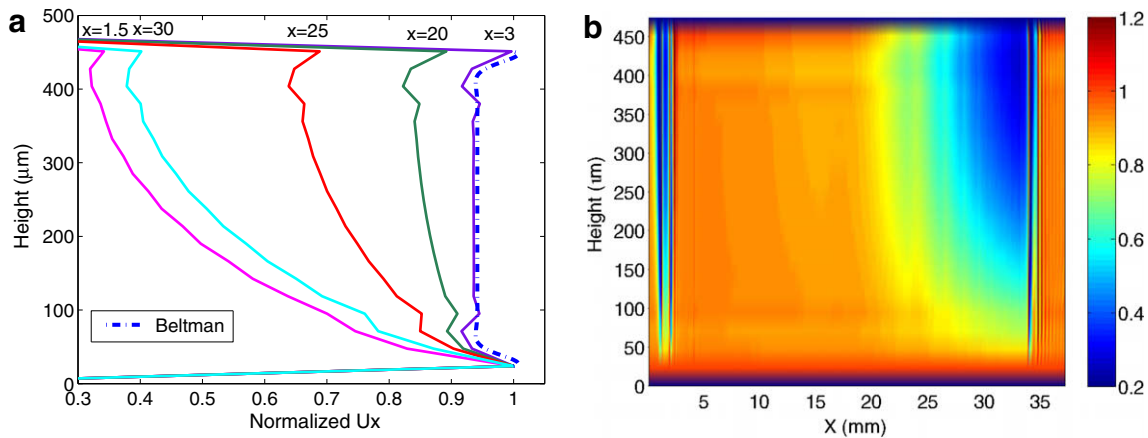 a
x=1.5 x=30 x=25 x=20 x=3
500
400
300
200
100
0
Height (μm)
Beltman
0.3 0.4 0.5 0.6 0.7 0.8 0.9 1
Normalized Ux
b
450
400
350
300
250
200
150
100
50
0
Height (ιm)
5 10 15 20 25 30 35
X (mm)
1.2
1
0.8
0.6
0.4
0.2